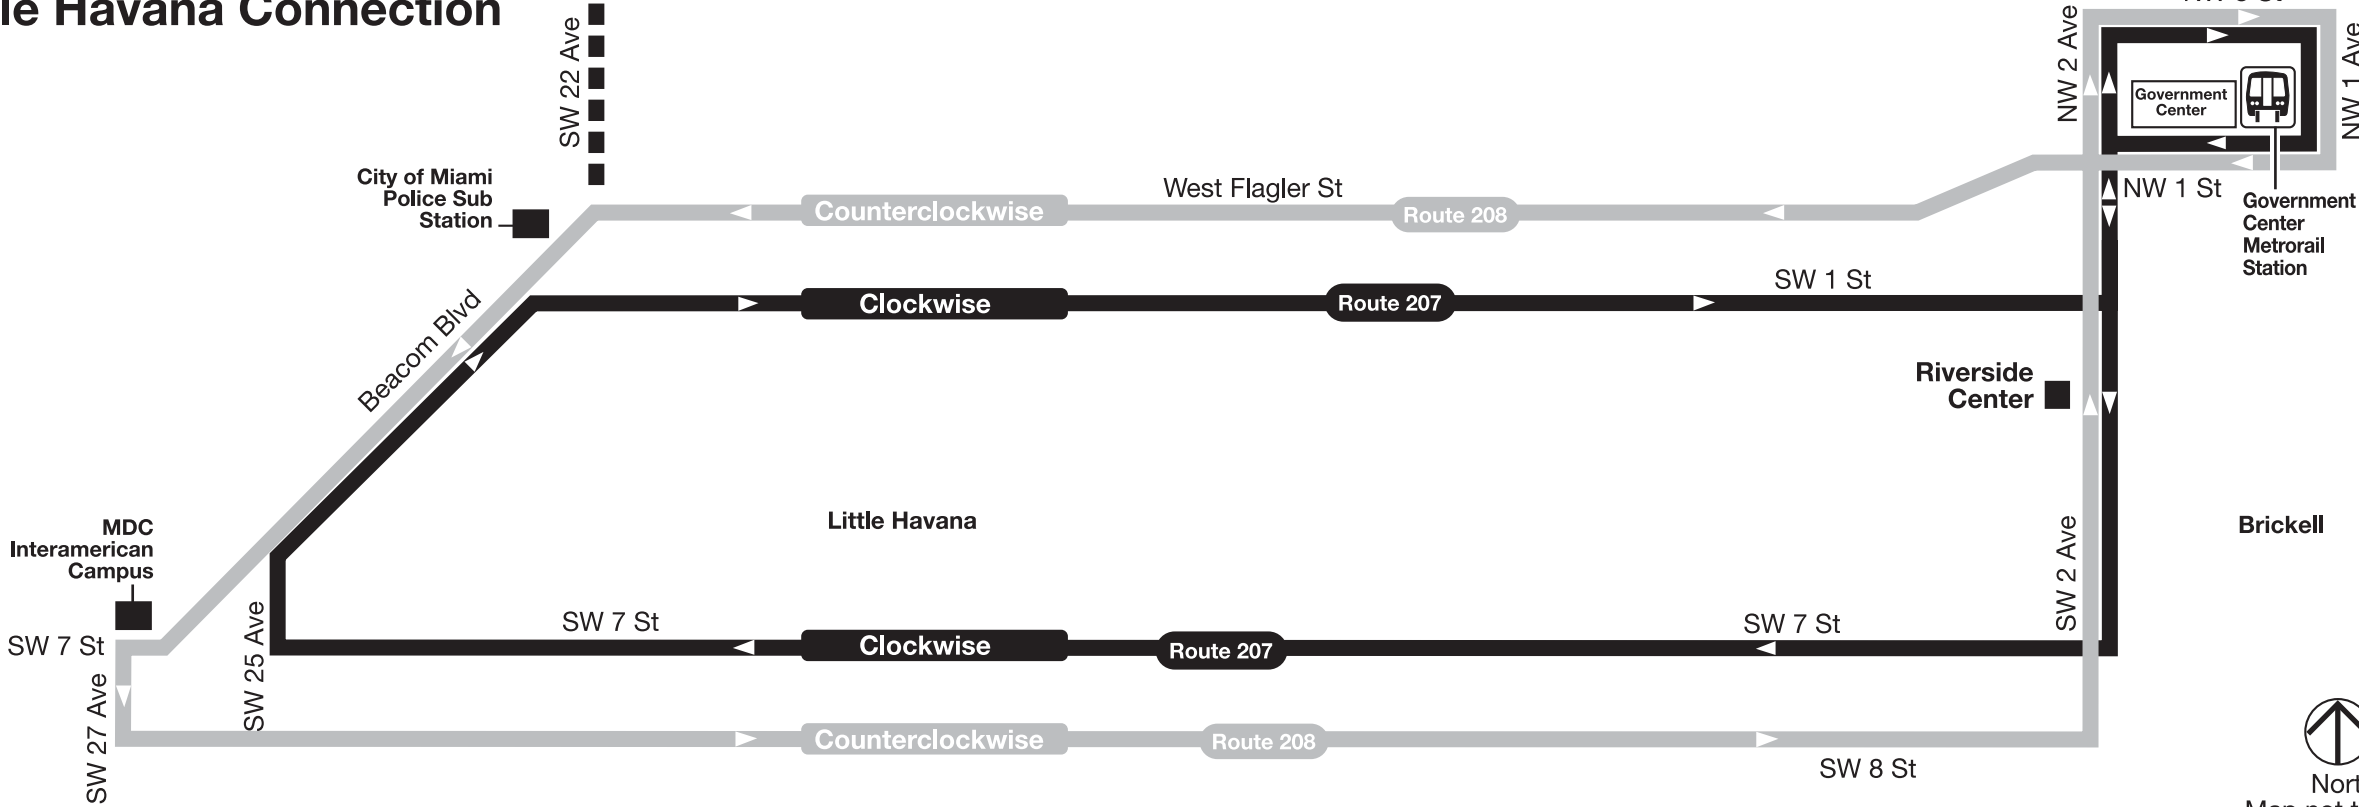 Havana Connection
SW 22 Ave
NW 2 Ave
Government
Center
City of Miami
Police Sub
Station
West Flagler St
Counterclockwise
Route 208
NW 1 St
Government
Center
Metrorail
Station
NW 1 Ave
SW 1 St
Clockwise
Route 207
Beacom Blvd
Riverside
Center
Little Havana
Brickell
MDC
Interamerican
Campus
SW 2 Ave
SW 7 St
SW 25 Ave
SW 7 St
Clockwise
Route 207
SW 7 St
SW 27 Ave
Counterclockwise
Route 208
SW 8 St